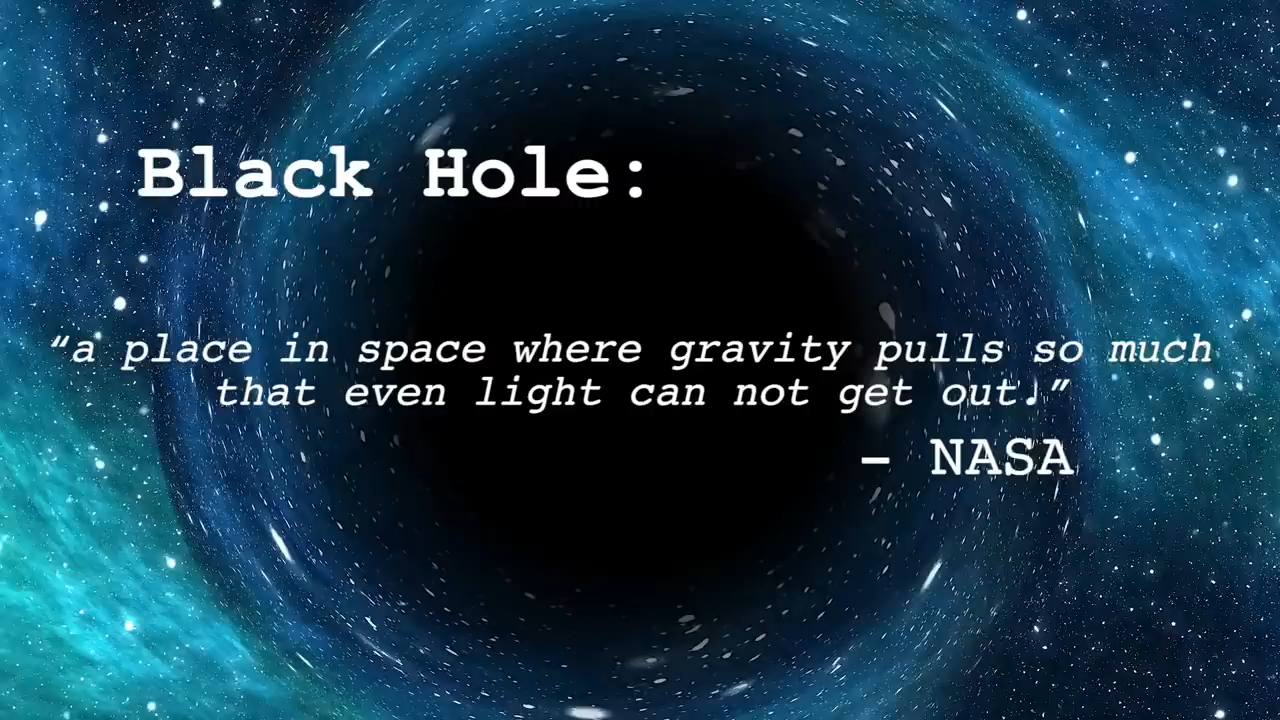 Black Hole:
“a place in space where gravity pulls so much
that even light can not get out.”
– NASA